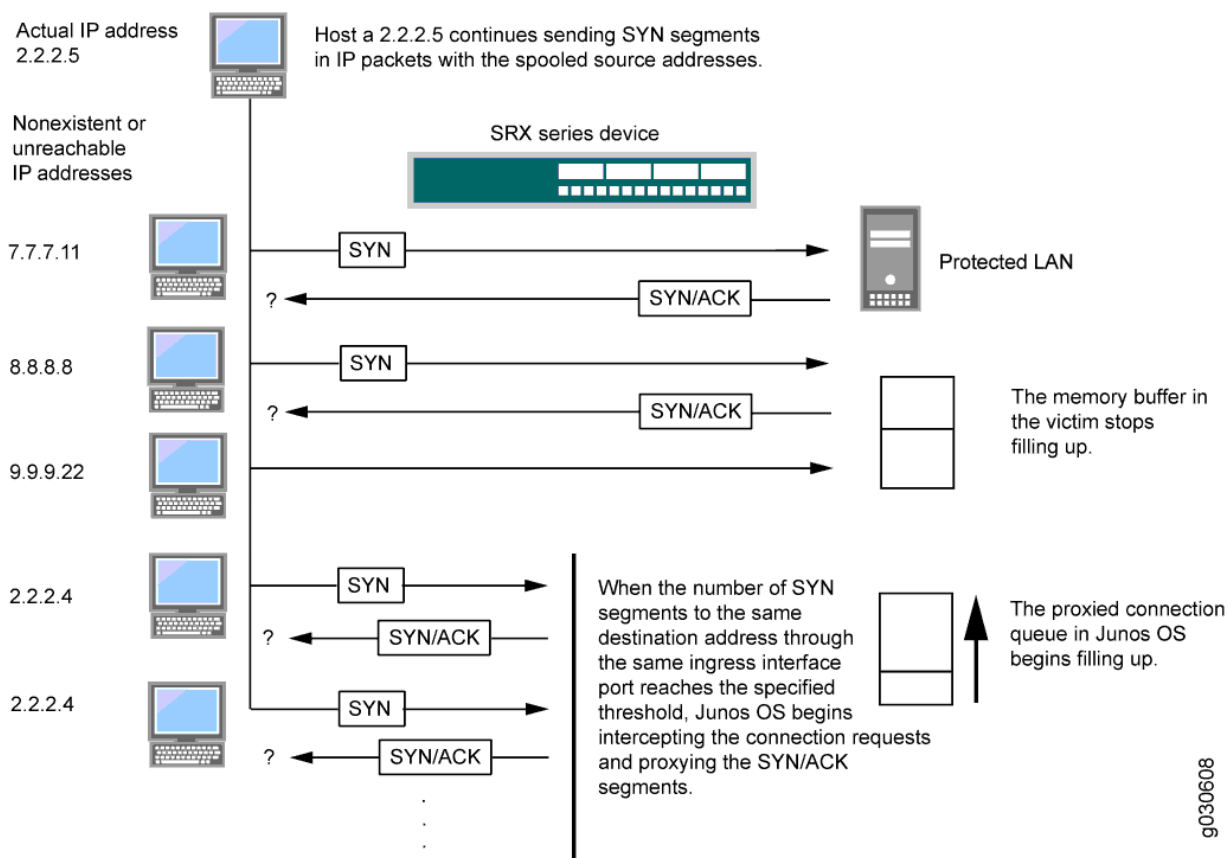 Actual IP address
2.2.2.5
Host a 2.2.2.5 continues sending SYN segments
in IP packets with the spooled source addresses.
Nonexistent or
unreachable
IP addresses
SRX series device
7.7.7.11
SYN
Protected LAN
?
SYN/ACK
8.8.8.8
SYN
?
SYN/ACK
The memory buffer in
the victim stops
filling up.
9.9.9.22
2.2.2.4
SYN
?
SYN/ACK
When the number of SYN
segments to the same
destination address through
the same ingress interface
port reaches the specified
threshold, Junos OS begins
intercepting the connection requests
and proxying the SYN/ACK
segments.
The proxied connection
queue in Junos OS
begins filling up.
2.2.2.4
SYN
?
SYN/ACK
.
.
.
g030608